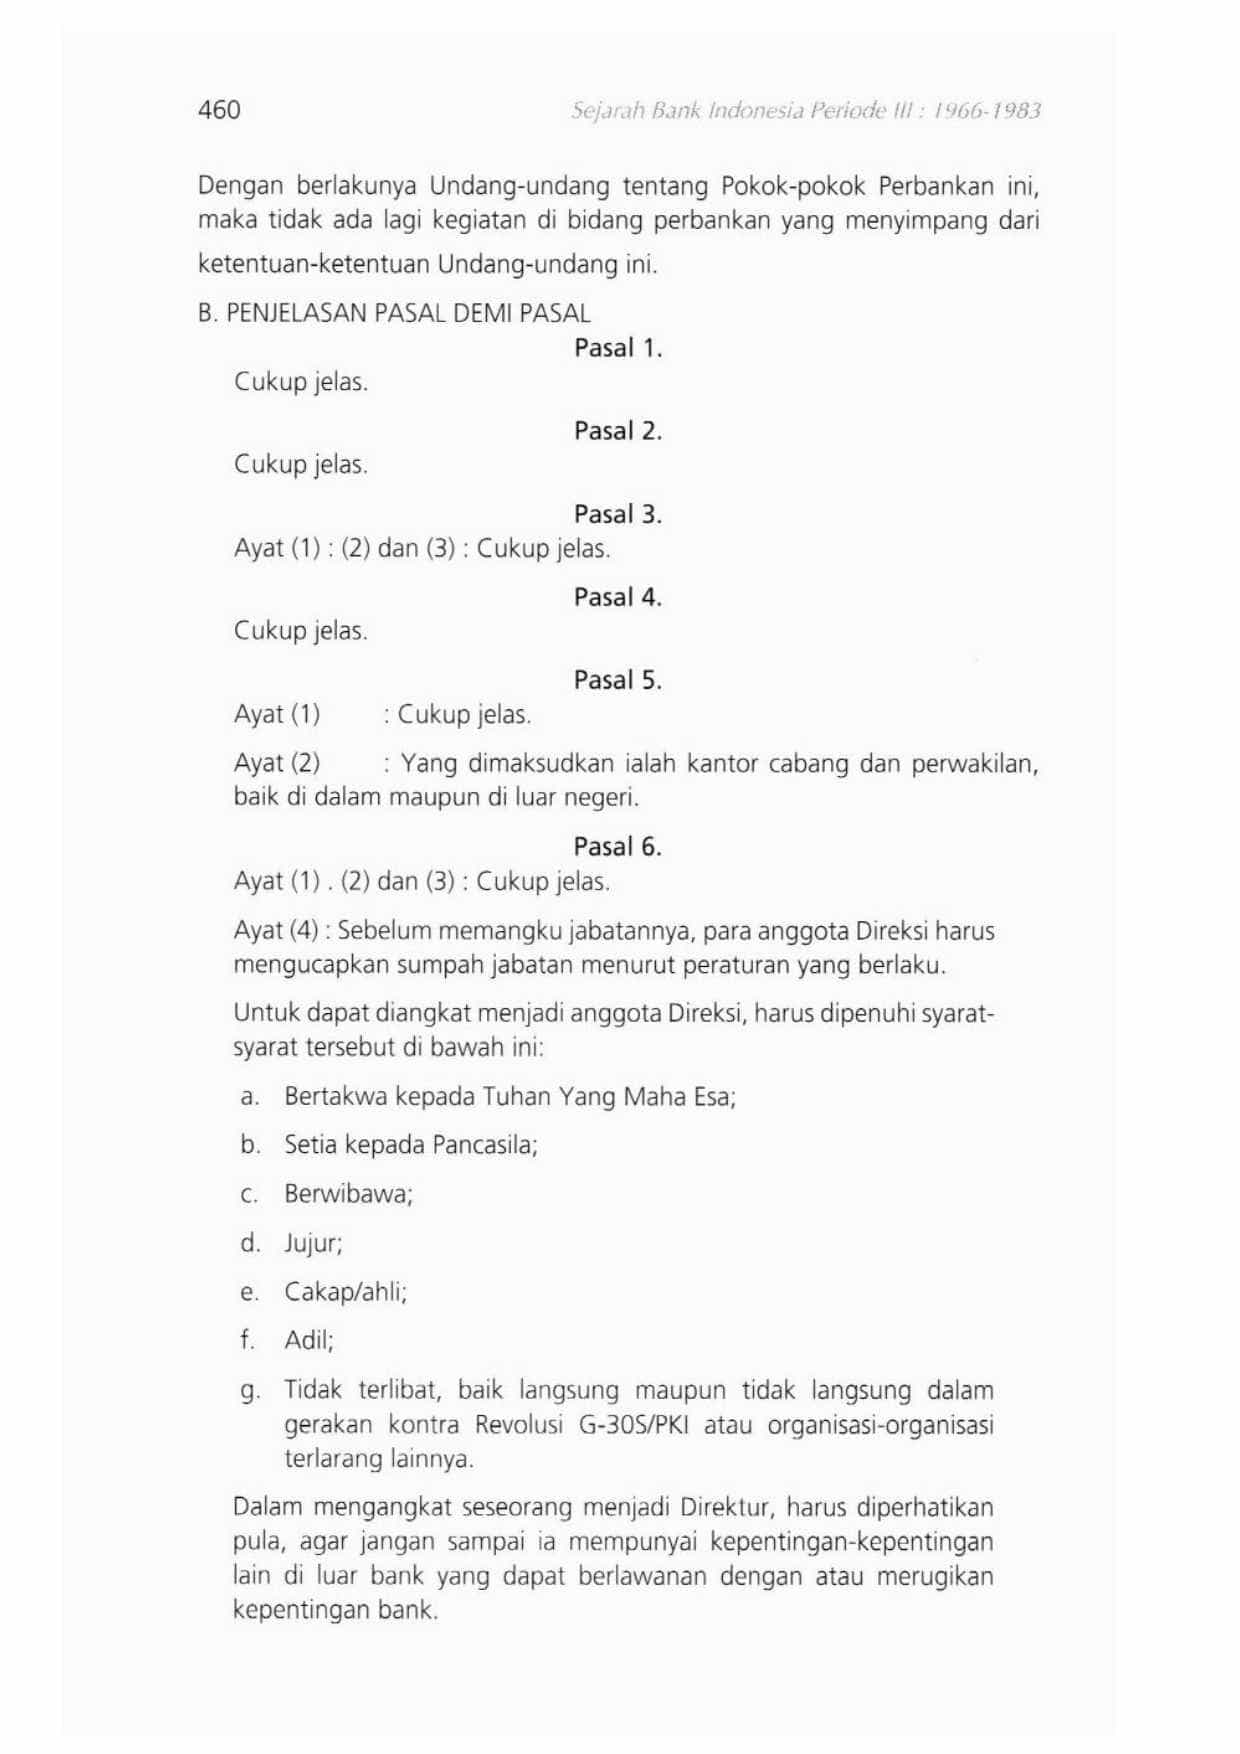 460
Sejarah Bank Indonesia Periode III : 1966-1983
Dengan berlakunya Undang-undang tentang Pokok-pokok Perbankan ini,
maka tidak ada lagi kegiatan di bidang perbankan yang menyimpang dari
ketentuan-ketentuan Undang-undang ini.
B. PENJELASAN PASAL DEMI PASAL
Pasal 1.
Cukup jelas.
Pasal 2.
Cukup jelas.
Pasal 3.
Ayat (1) : (2) dan (3) : Cukup jelas.
Pasal 4.
Cukup jelas.
Pasal 5.
Ayat (1) : Cukup jelas.
Ayat (2) : Yang dimaksudkan ialah kantor cabang dan perwakilan,
baik di dalam maupun di luar negeri.
Pasal 6.
Ayat (1) . (2) dan (3) : Cukup jelas.
Ayat (4) : Sebelum memangku jabatannya, para anggota Direksi harus
mengucapkan sumpah jabatan menurut peraturan yang berlaku.
Untuk dapat diangkat menjadi anggota Direksi, harus dipenuhi syarat-
syarat tersebut di bawah ini:
a. Bertakwa kepada Tuhan Yang Maha Esa;
b. Setia kepada Pancasila;
c. Berwibawa;
d. Jujur;
e. Cakap/ahli;
f. Adil;
g. Tidak terlibat, baik langsung maupun tidak langsung dalam
gerakan kontra Revolusi G-30S/PKI atau organisasi-organisasi
terlarang lainnya.
Dalam mengangkat seseorang menjadi Direktur, harus diperhatikan
pula, agar jangan sampai ia mempunyai kepentingan-kepentingan
lain di luar bank yang dapat berlawanan dengan atau merugikan
kepentingan bank.